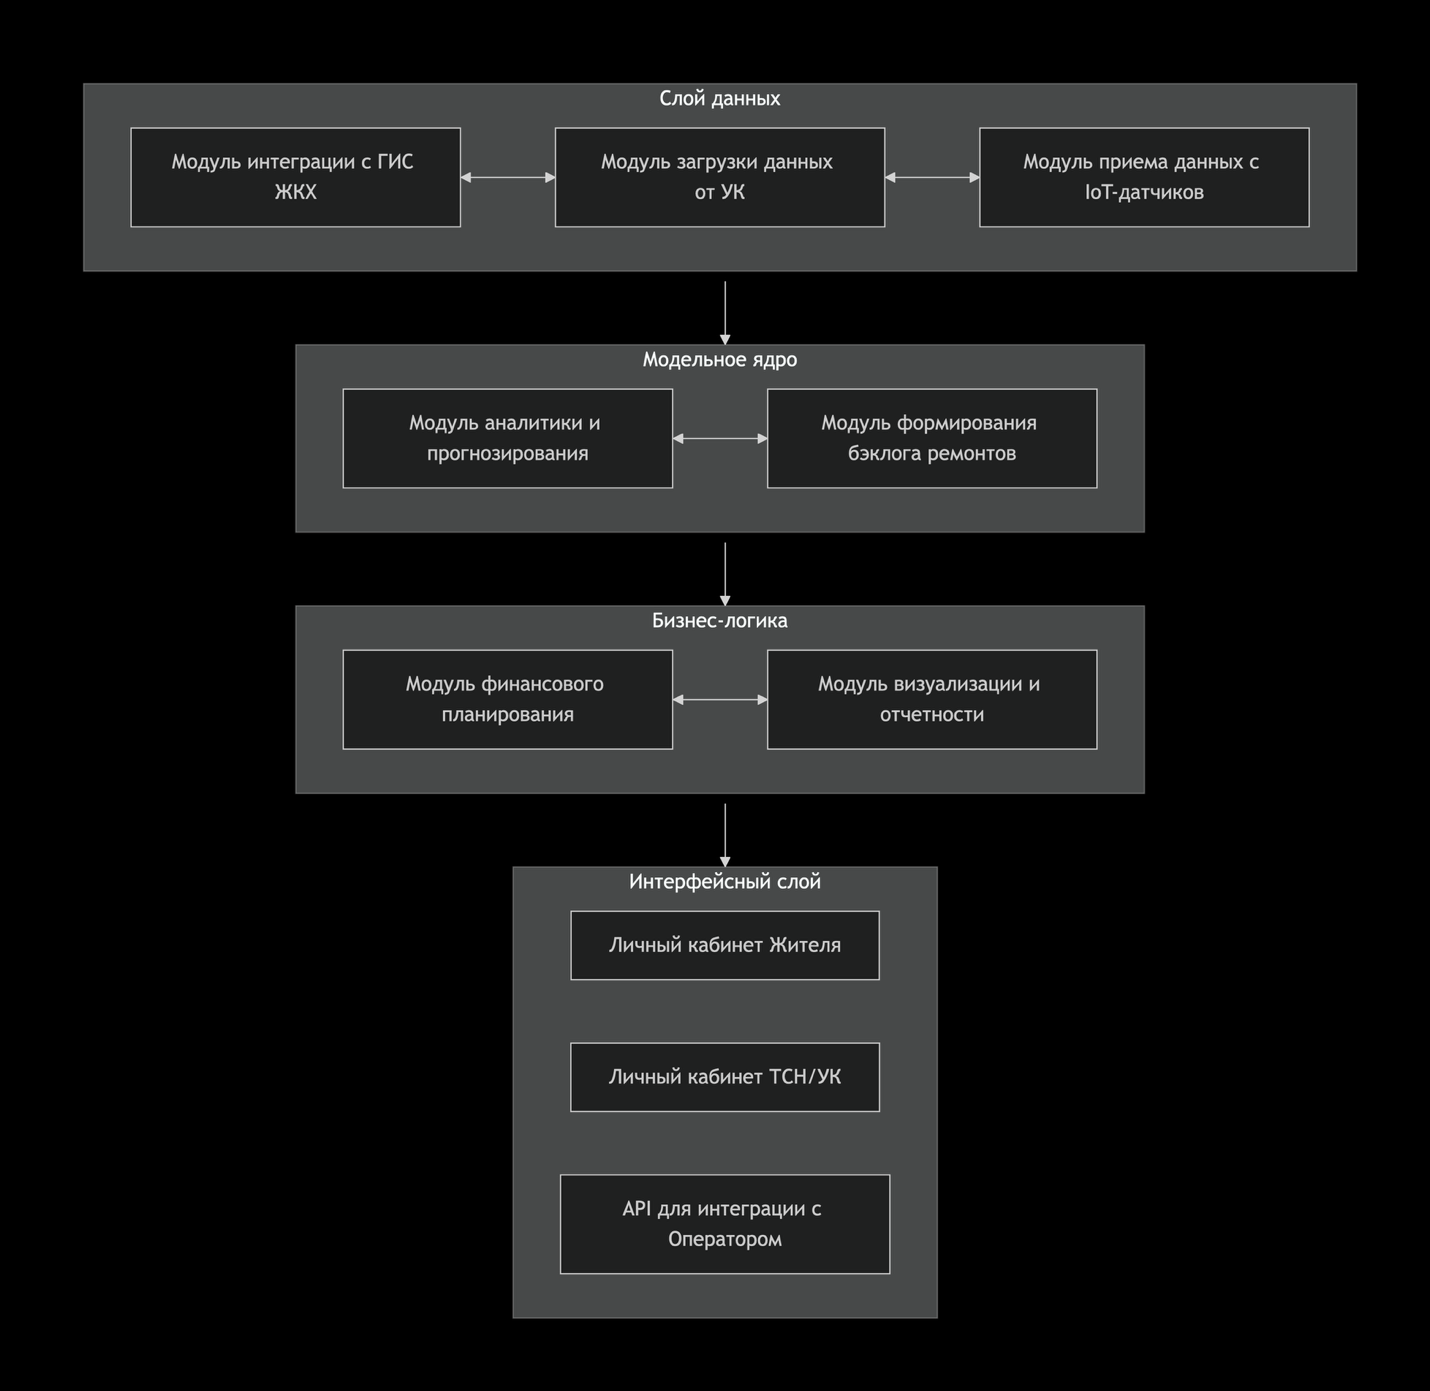 Слой данных
Модуль интеграции с ГИС
ЖКХ
Модуль загрузки данных
от УК
Модуль приема данных с
IoT-датчиков
Модельное ядро
Модуль аналитики и
прогнозирования
Модуль формирования
бэклога ремонтов
Бизнес-логика
Модуль финансового
планирования
Модуль визуализации и
отчетности
Интерфейсный слой
Личный кабинет Жителя
Личный кабинет ТСН/УК
API для интеграции с
Оператором